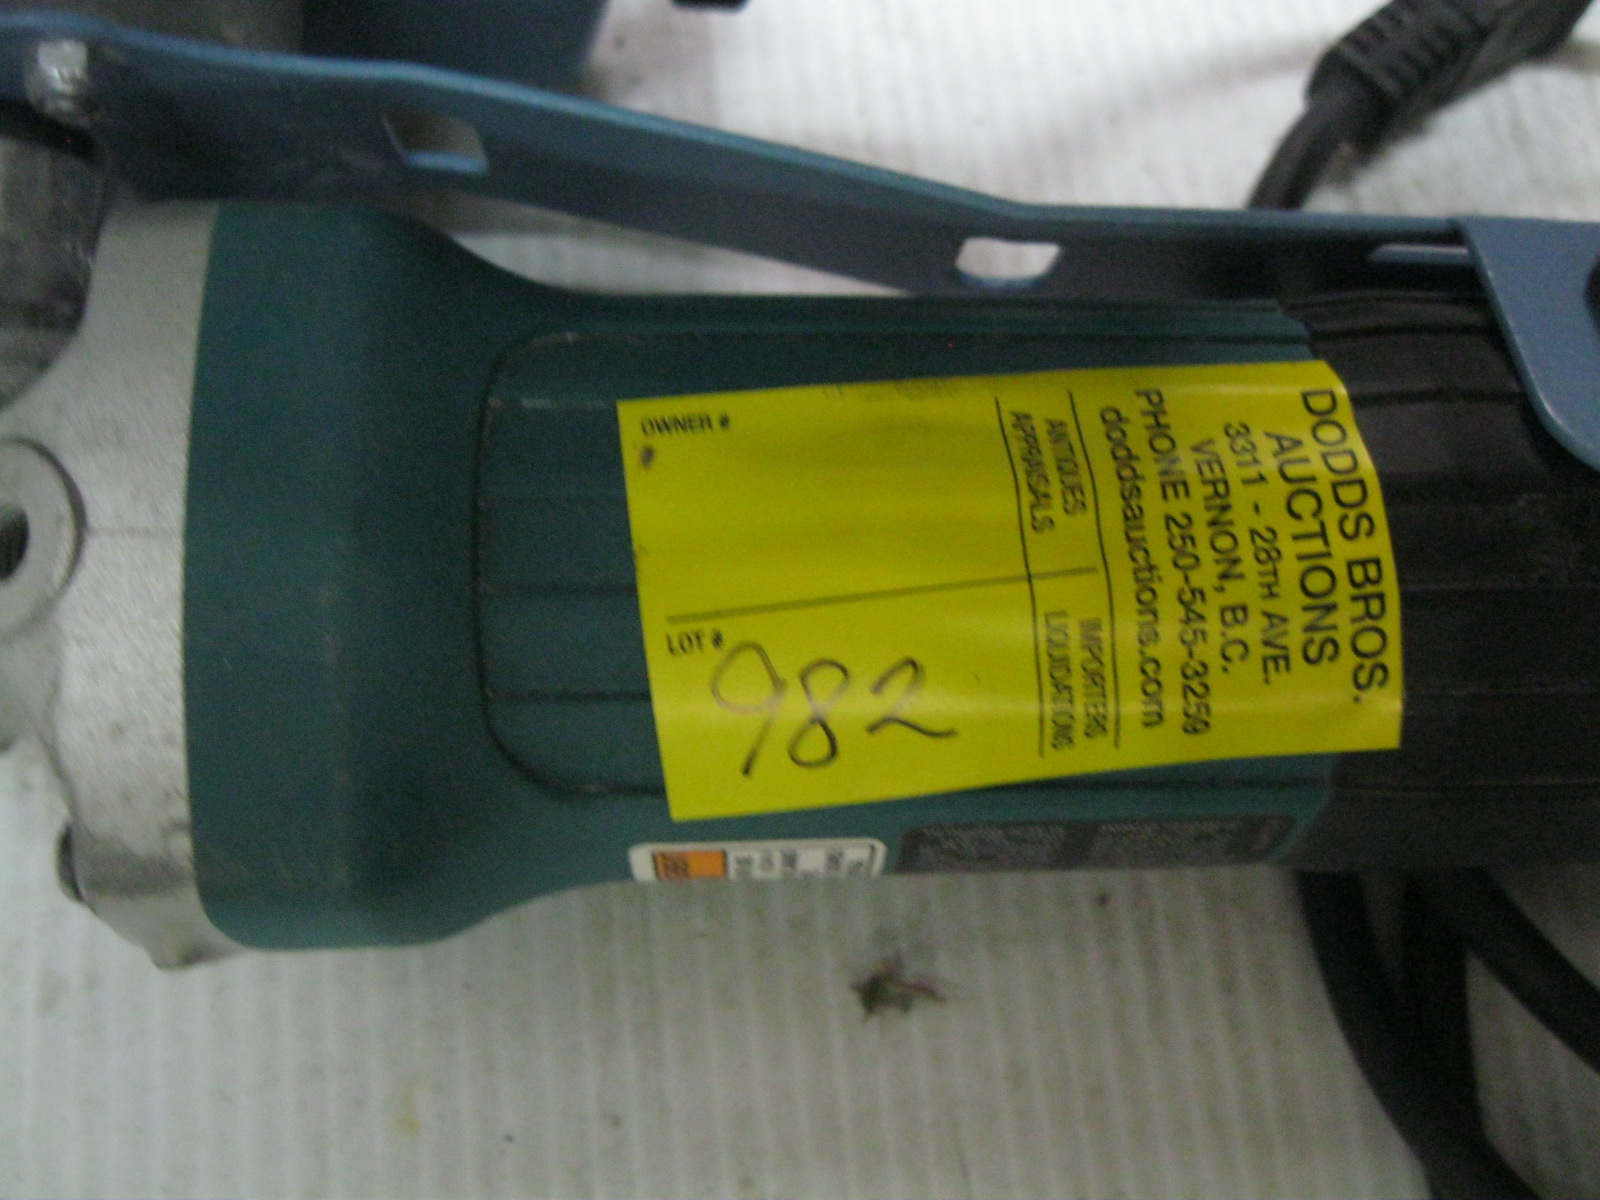 DODDS BROS.
AUCTIONS
3311 - 28TH AVE.
VERNON, B.C.
PHONE 250-545-3259
doddsauctions.com
ANTIQUES
APPRAISALS
IMPORTERS
LIQUIDATIONS
OWNER #
LOT #
982